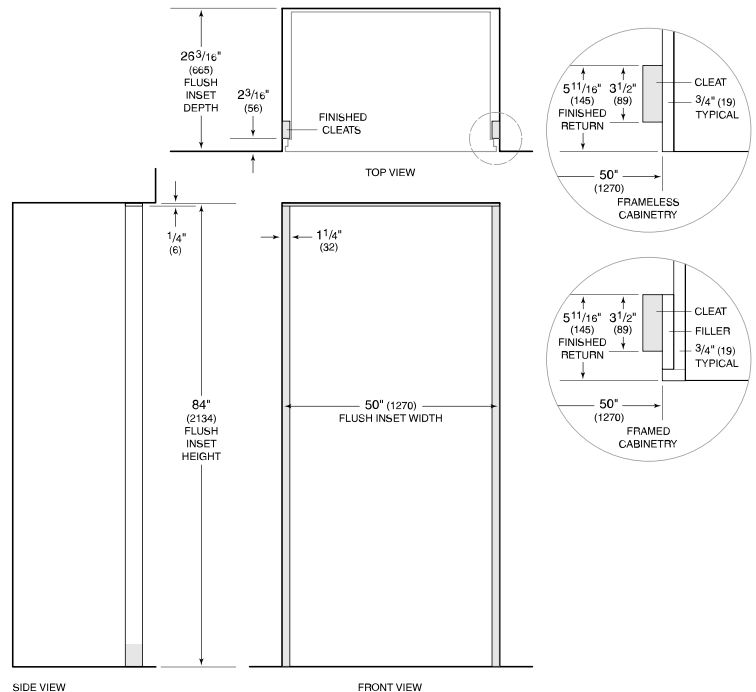 26 3/16"
(665)
FLUSH
INSET
DEPTH
2 3/16"
(56)
FINISHED
CLEATS
TOP VIEW
5 11/16"
(145)
FINISHED
RETURN
3 1/2"
(89)
CLEAT
3/4" (19)
TYPICAL
50"
(1270)
FRAMELESS
CABINETRY
1/4"
(6)
1 1/4"
(32)
5 11/16"
(145)
FINISHED
RETURN
3 1/2"
(89)
CLEAT
FILLER
3/4" (19)
TYPICAL
50"
(1270)
FRAMED
CABINETRY
84"
(2134)
FLUSH
INSET
HEIGHT
50" (1270)
FLUSH INSET WIDTH
SIDE VIEW
FRONT VIEW